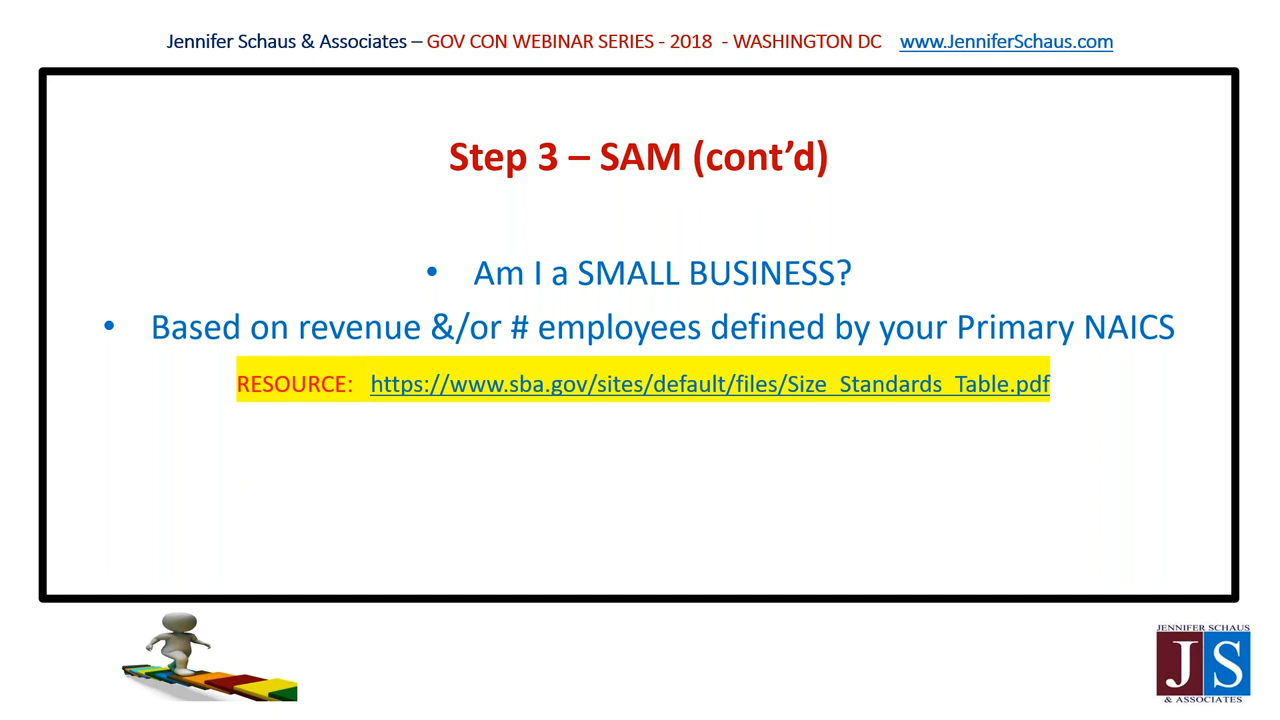 Jennifer Schaus & Associates – GOV CON WEBINAR SERIES - 2018 - WASHINGTON DC www.JenniferSchaus.com
Step 3 – SAM (cont’d)
• Am I a SMALL BUSINESS?
• Based on revenue &/or # employees defined by your Primary NAICS
RESOURCE: https://www.sba.gov/sites/default/files/Size_Standards_Table.pdf
JENNIFER SCHAUS
J S
& ASSOCIATES